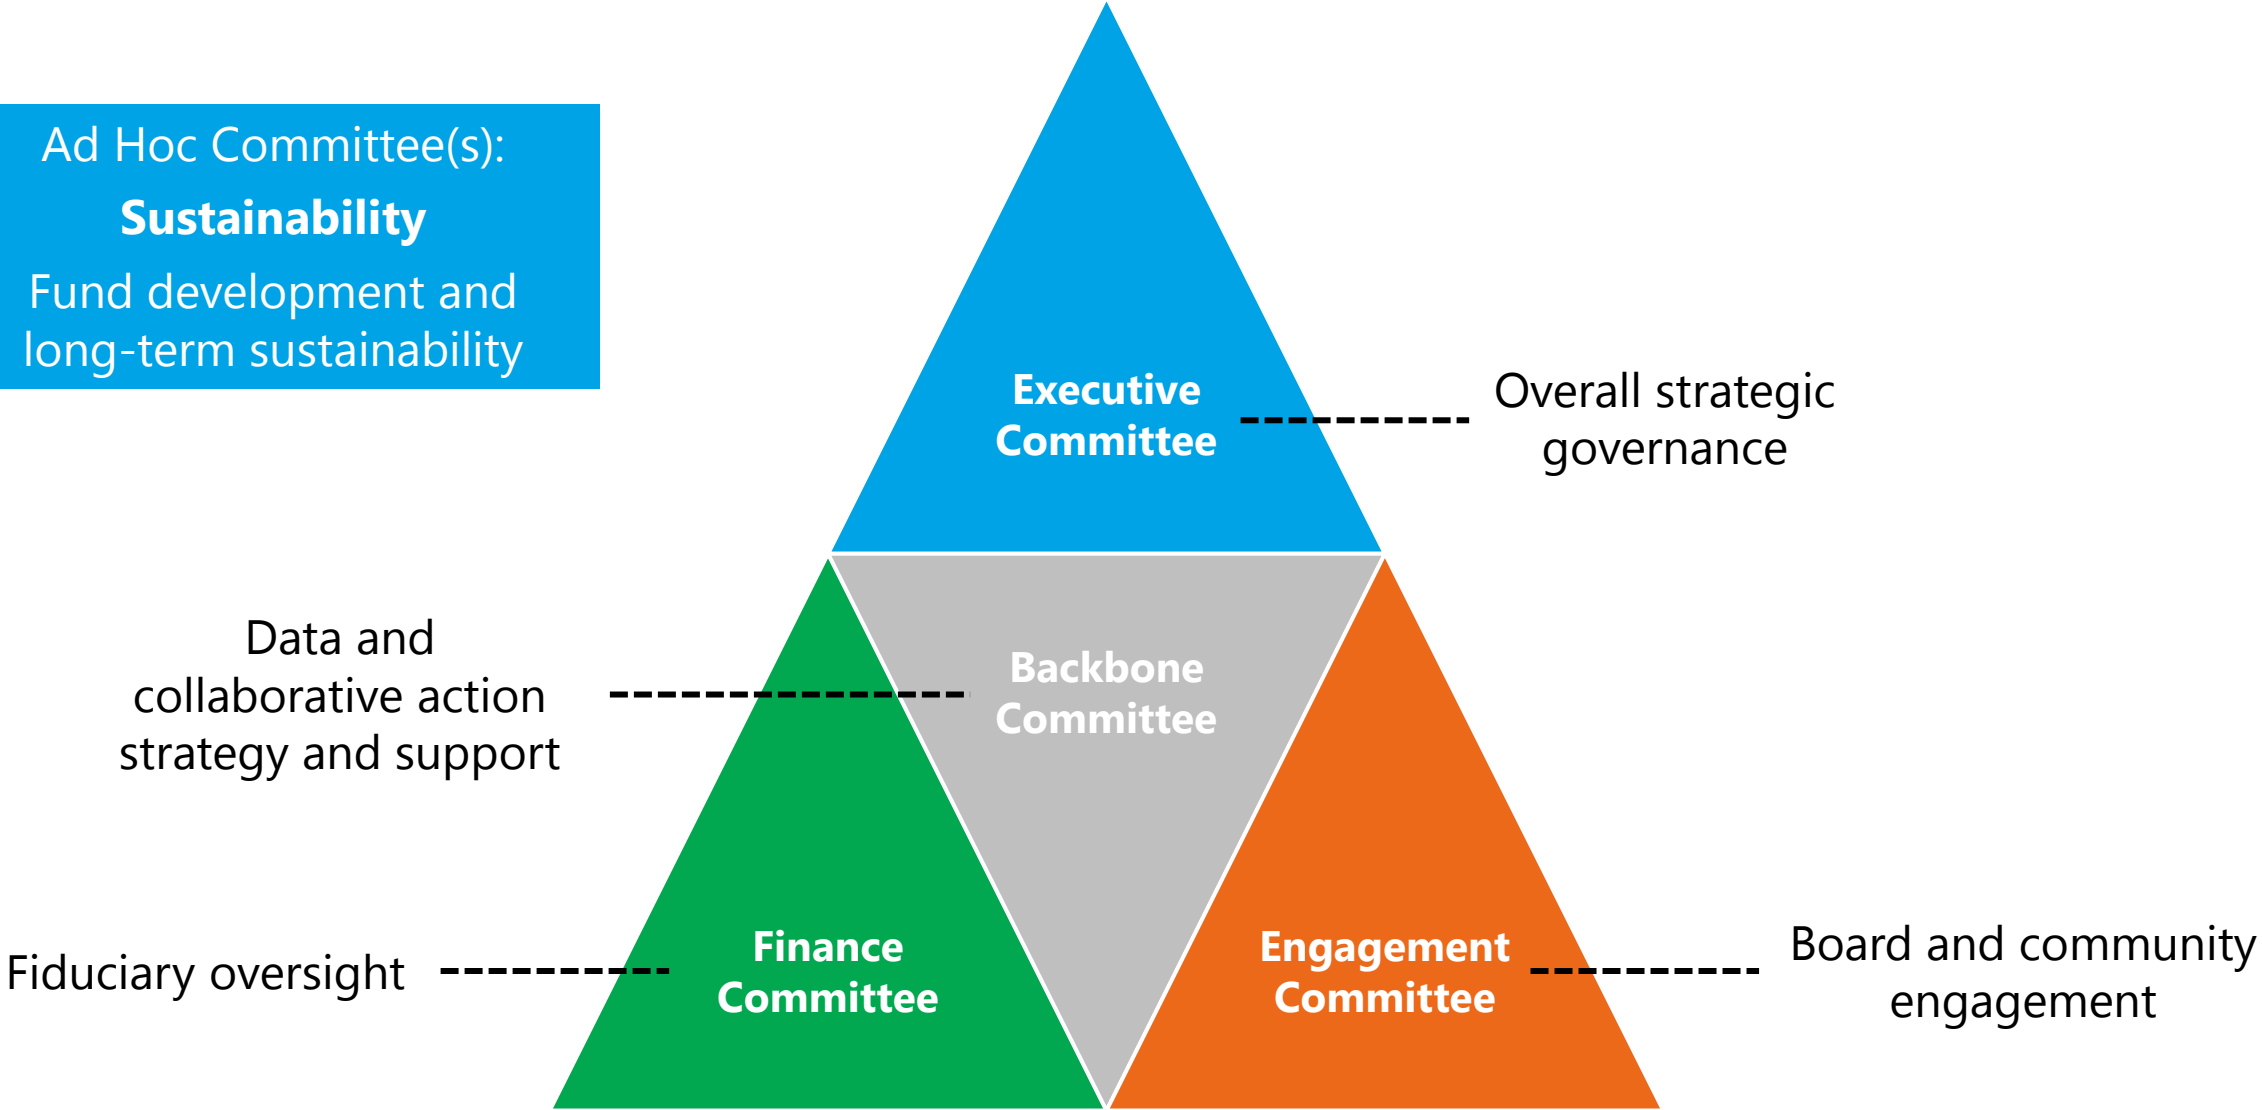 Ad Hoc Committee(s):
Sustainability
Fund development and
long-term sustainability
Executive
Committee
Overall strategic
governance
Data and
collaborative action
strategy and support
Backbone
Committee
Fiduciary oversight
Finance
Committee
Engagement
Committee
Board and community
engagement